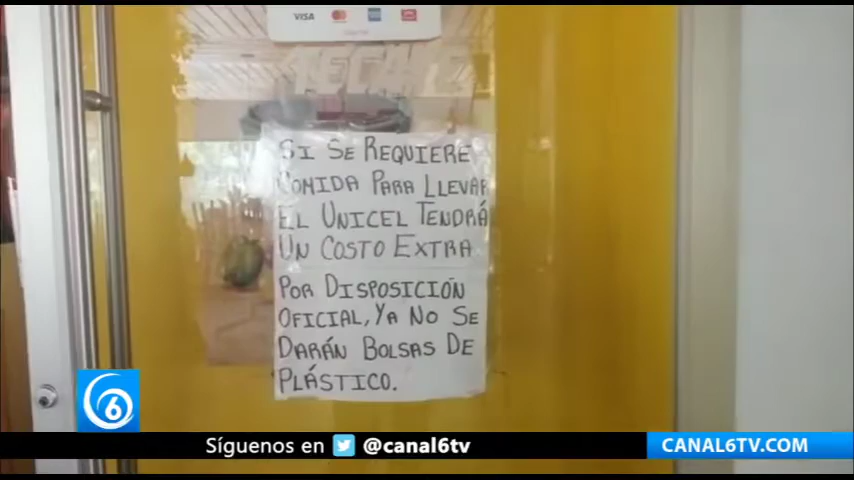 VISA
SI SE REQUIERE
COMIDA PARA LLEVAR
EL UNICEL TENDRÁ
UN COSTO EXTRA
POR DISPOSICIÓN
OFICIAL, YA NO SE
DARÁN BOLSAS DE
PLÁSTICO.
6
Síguenos en @canal6tv
CANAL6TV.COM